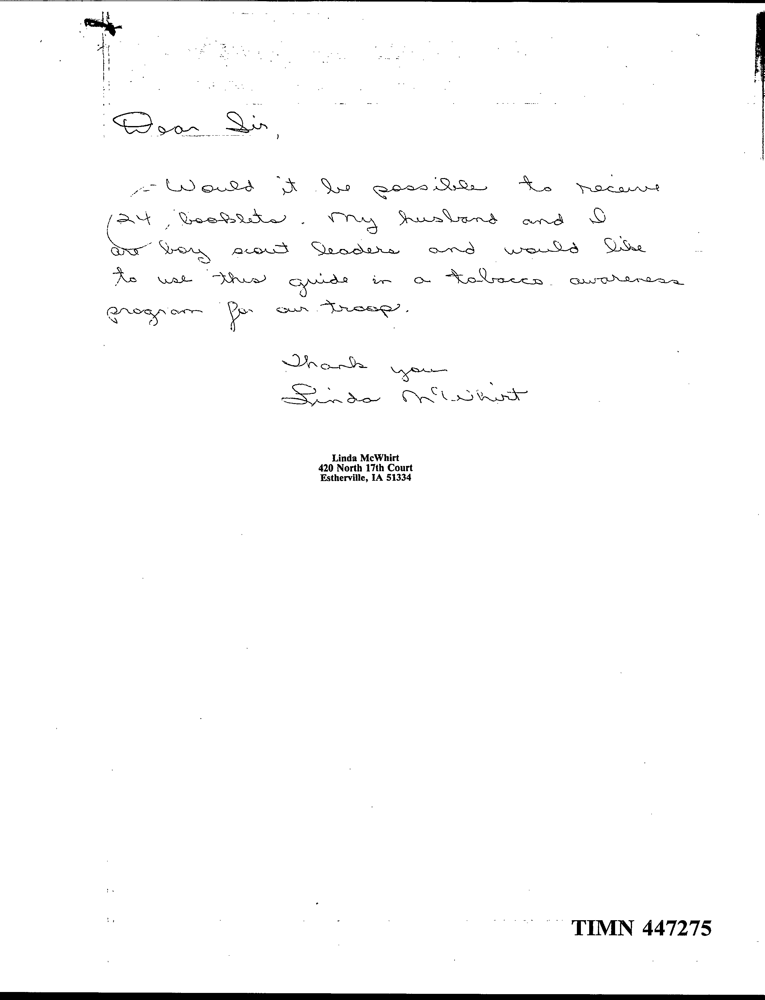 Dear Sir,
Would it be possible to receive
24 booklets. My husband and I
are boy scout leaders and would like
to use this guide in a tobacco awareness
program for our troop.
Thank you
Linda McWhirt
Linda McWhirt
420 North 17th Court
Estherville, IA 51334
TIMN 447275